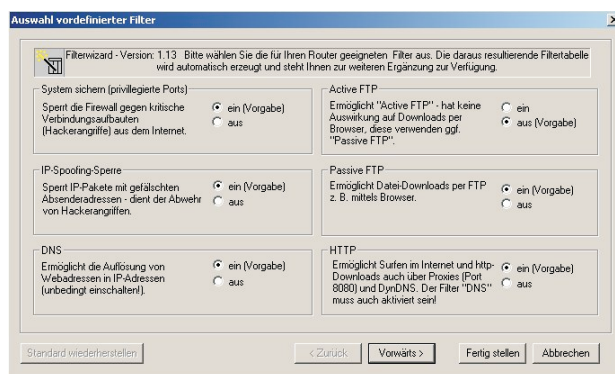 Auswahl vordefinierter Filter
Filterwizard - Version: 1.13 Bitte wählen Sie die für Ihren Router geeigneten Filter aus. Die daraus resultierende Filtertabelle
wird automatisch erzeugt und steht Ihnen zur weiteren Ergänzung zur Verfügung.
System sichern (privillegierte Ports)
Sperrt die Firewall gegen kritische
Verbindungsaufbauten
(Hackerangriffe) aus dem Internet.
ein (Vorgabe)
aus
Active FTP
Ermöglicht "Active FTP" - hat keine
Auswirkung auf Downloads per
Browser, diese verwenden ggf.
"Passive FTP".
ein
aus (Vorgabe)
IP-Spoofing-Sperre
Sperrt IP-Pakete mit gefälschten
Absenderadressen - dient der Abwehr
von Hackerangriffen.
ein (Vorgabe)
aus
Passive FTP
Ermöglicht Datei-Downloads per FTP
z. B. mittels Browser.
ein (Vorgabe)
aus
DNS
Ermöglicht die Auflösung von
Webadressen in IP-Adressen
(unbedingt einschalten!).
ein (Vorgabe)
aus
HTTP
Ermöglicht Surfen im Internet und http-
Downloads auch über Proxies (Port
8080) und DynDNS. Der Filter "DNS"
muss auch aktiviert sein!
ein (Vorgabe)
aus
Standard wiederherstellen
< Zurück
Vorwärts >
Fertig stellen
Abbrechen